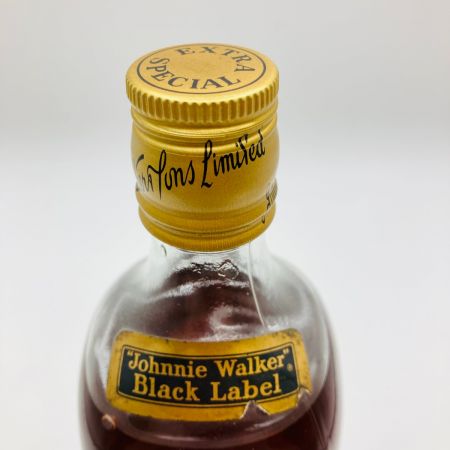 EXTRA
SPECIAL
Sons Limited
"Johnnie Walker"
Black Label